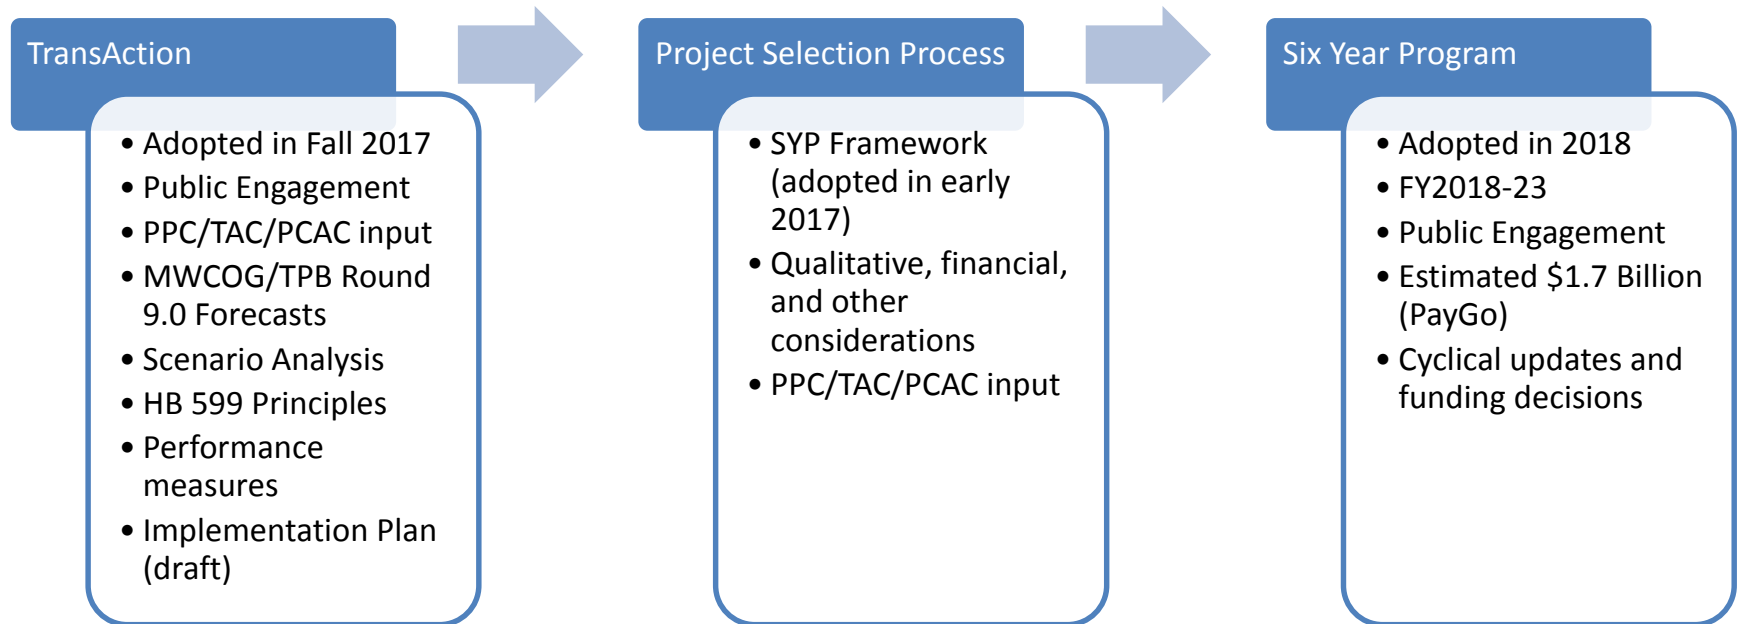 TransAction
• Adopted in Fall 2017
• Public Engagement
• PPC/TAC/PCAC input
• MWCOG/TPB Round
9.0 Forecasts
• Scenario Analysis
• HB 599 Principles
• Performance
measures
• Implementation Plan
(draft)
Project Selection Process
• SYP Framework
(adopted in early
2017)
• Qualitative, financial,
and other
considerations
• PPC/TAC/PCAC input
Six Year Program
• Adopted in 2018
• FY2018-23
• Public Engagement
• Estimated $1.7 Billion
(PayGo)
• Cyclical updates and
funding decisions